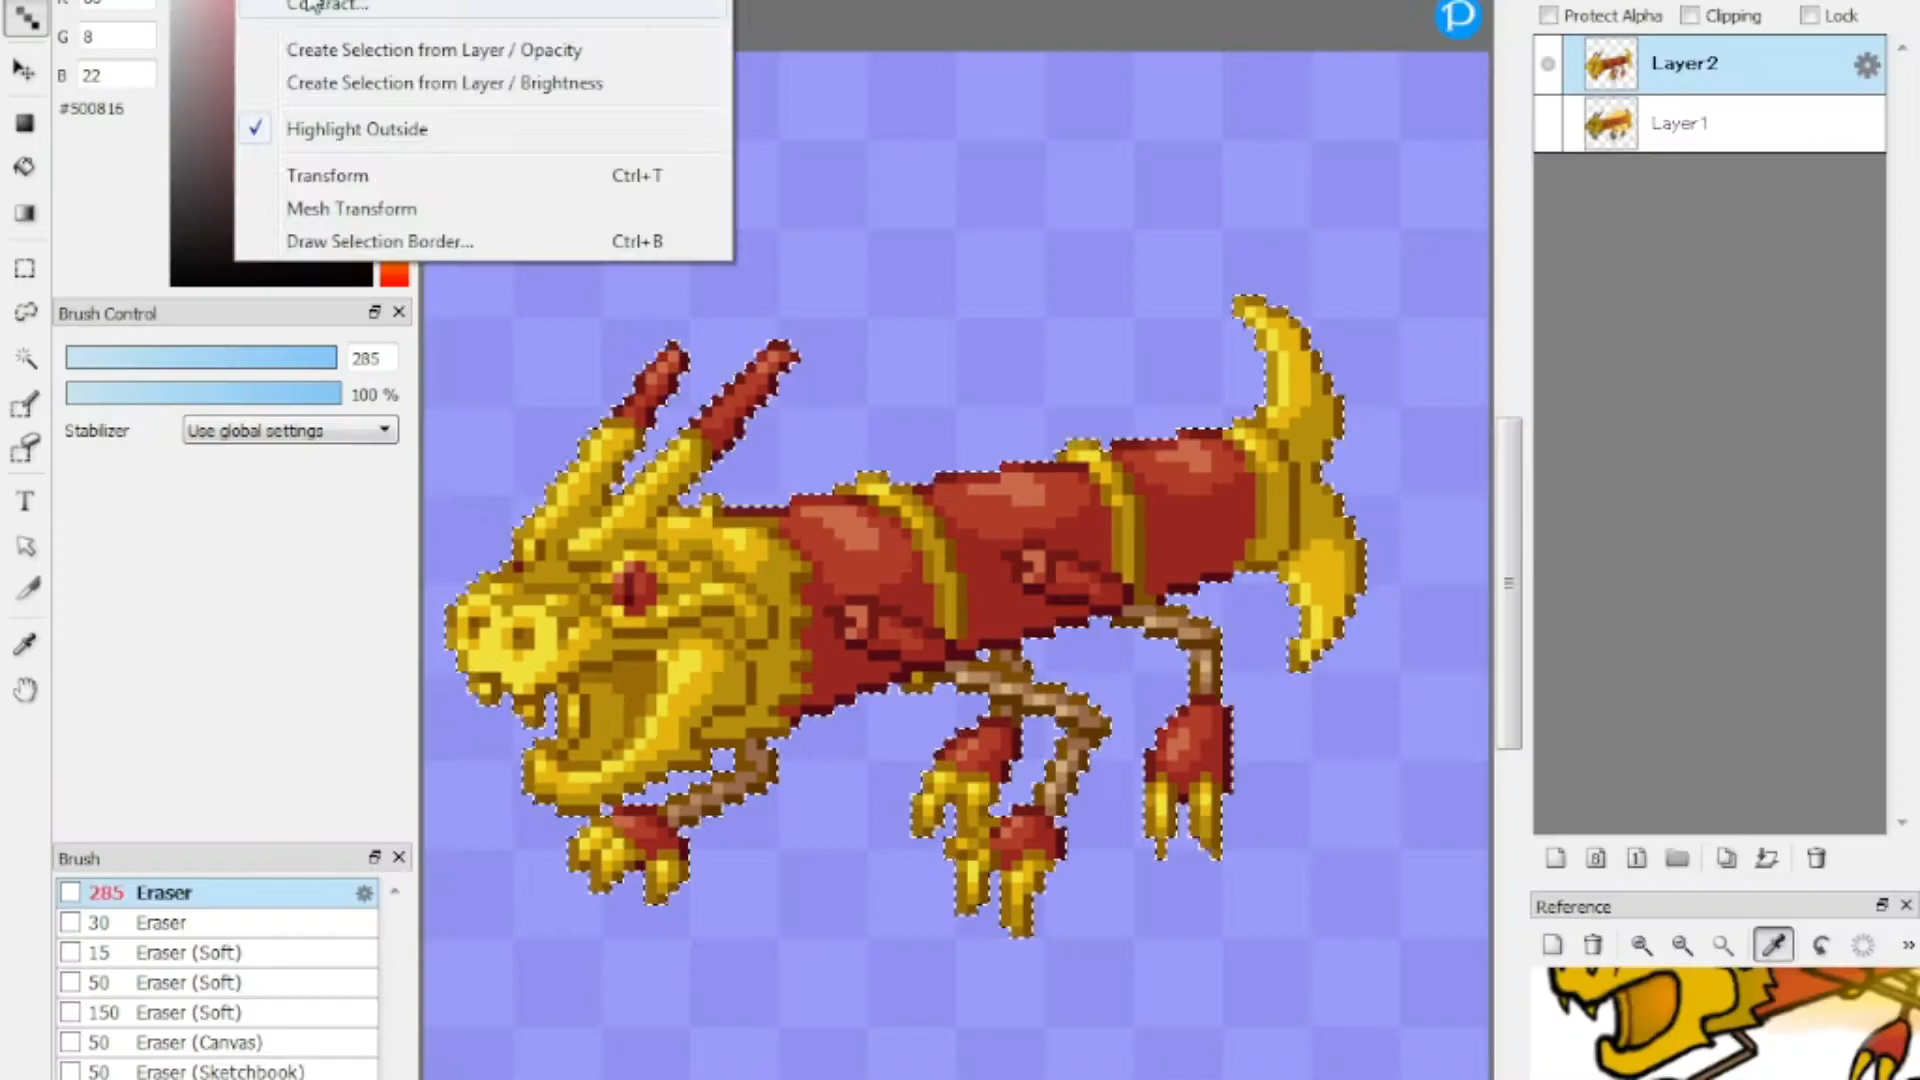 Contract...
Protect Alpha Clipping Lock
G 8
Create Selection from Layer / Opacity
Layer2
B 22
Create Selection from Layer / Brightness
#500816
Layer1
Highlight Outside
Transform Ctrl+T
Mesh Transform
Draw Selection Border... Ctrl+B
Brush Control
285
100 %
Stabilizer Use global settings
T
Brush
285 Eraser
30 Eraser
15 Eraser (Soft)
50 Eraser (Soft)
150 Eraser (Soft)
50 Eraser (Canvas)
50 Eraser (Sketchbook)
Reference